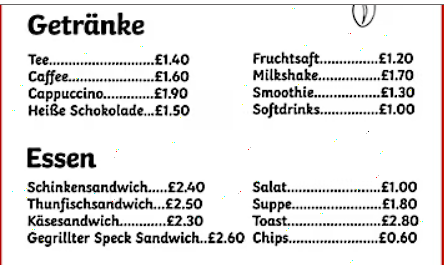 Getränke
Tee...........................£1.40
Caffee......................£1.60
Cappuccino.............£1.90
Heiße Schokolade...£1.50
Fruchtsaft...............£1.20
Milkshake................£1.70
Smoothie.................£1.30
Softdrinks...............£1.00
Essen
Schinkensandwich.....£2.40
Thunfischsandwich...£2.50
Käsesandwich............£2.30
Gegrillter Speck Sandwich..£2.60
Salat........................£1.00
Suppe.......................£1.80
Toast........................£2.80
Chips.......................£0.60